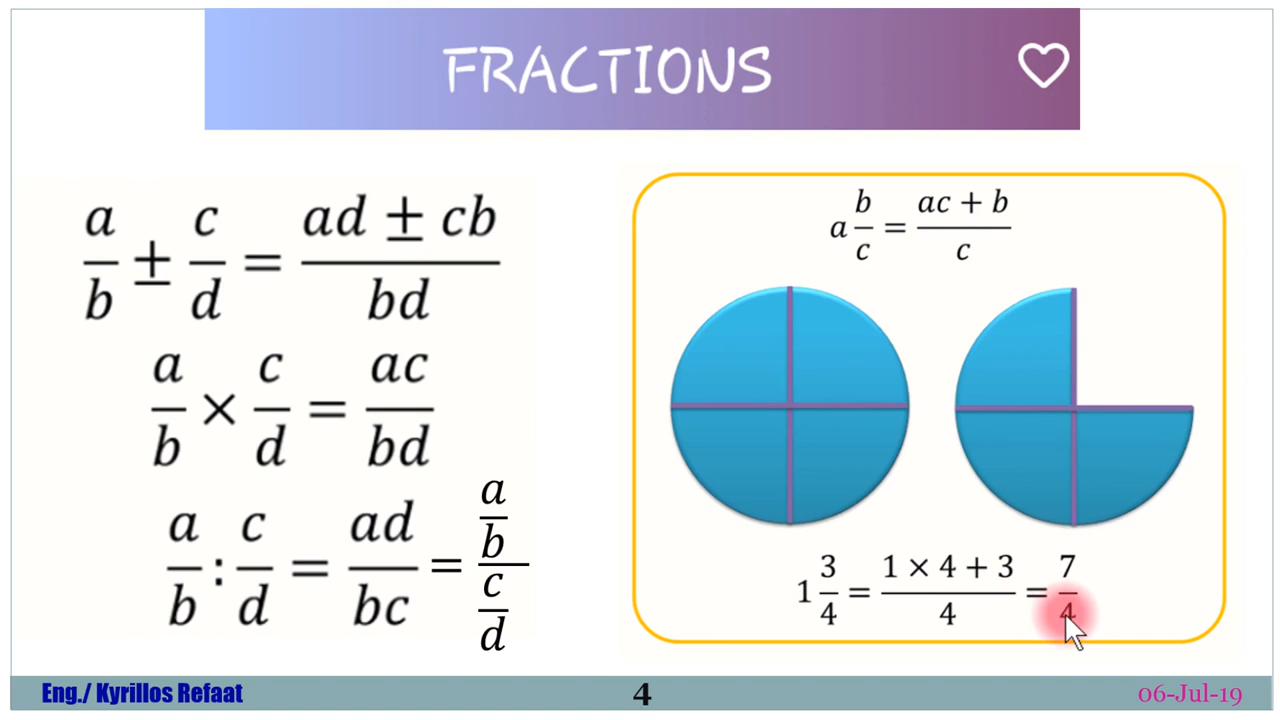 FRACTIONS
a/b ± c/d = (ad ± cb)/bd
a/b × c/d = ac/bd
a/b : c/d = ad/bc = (a/b)/(c/d)
a b/c = (ac + b)/c
1 3/4 = (1 × 4 + 3)/4 = 7/4
Eng./ Kyrillos Refaat
4
06-Jul-19